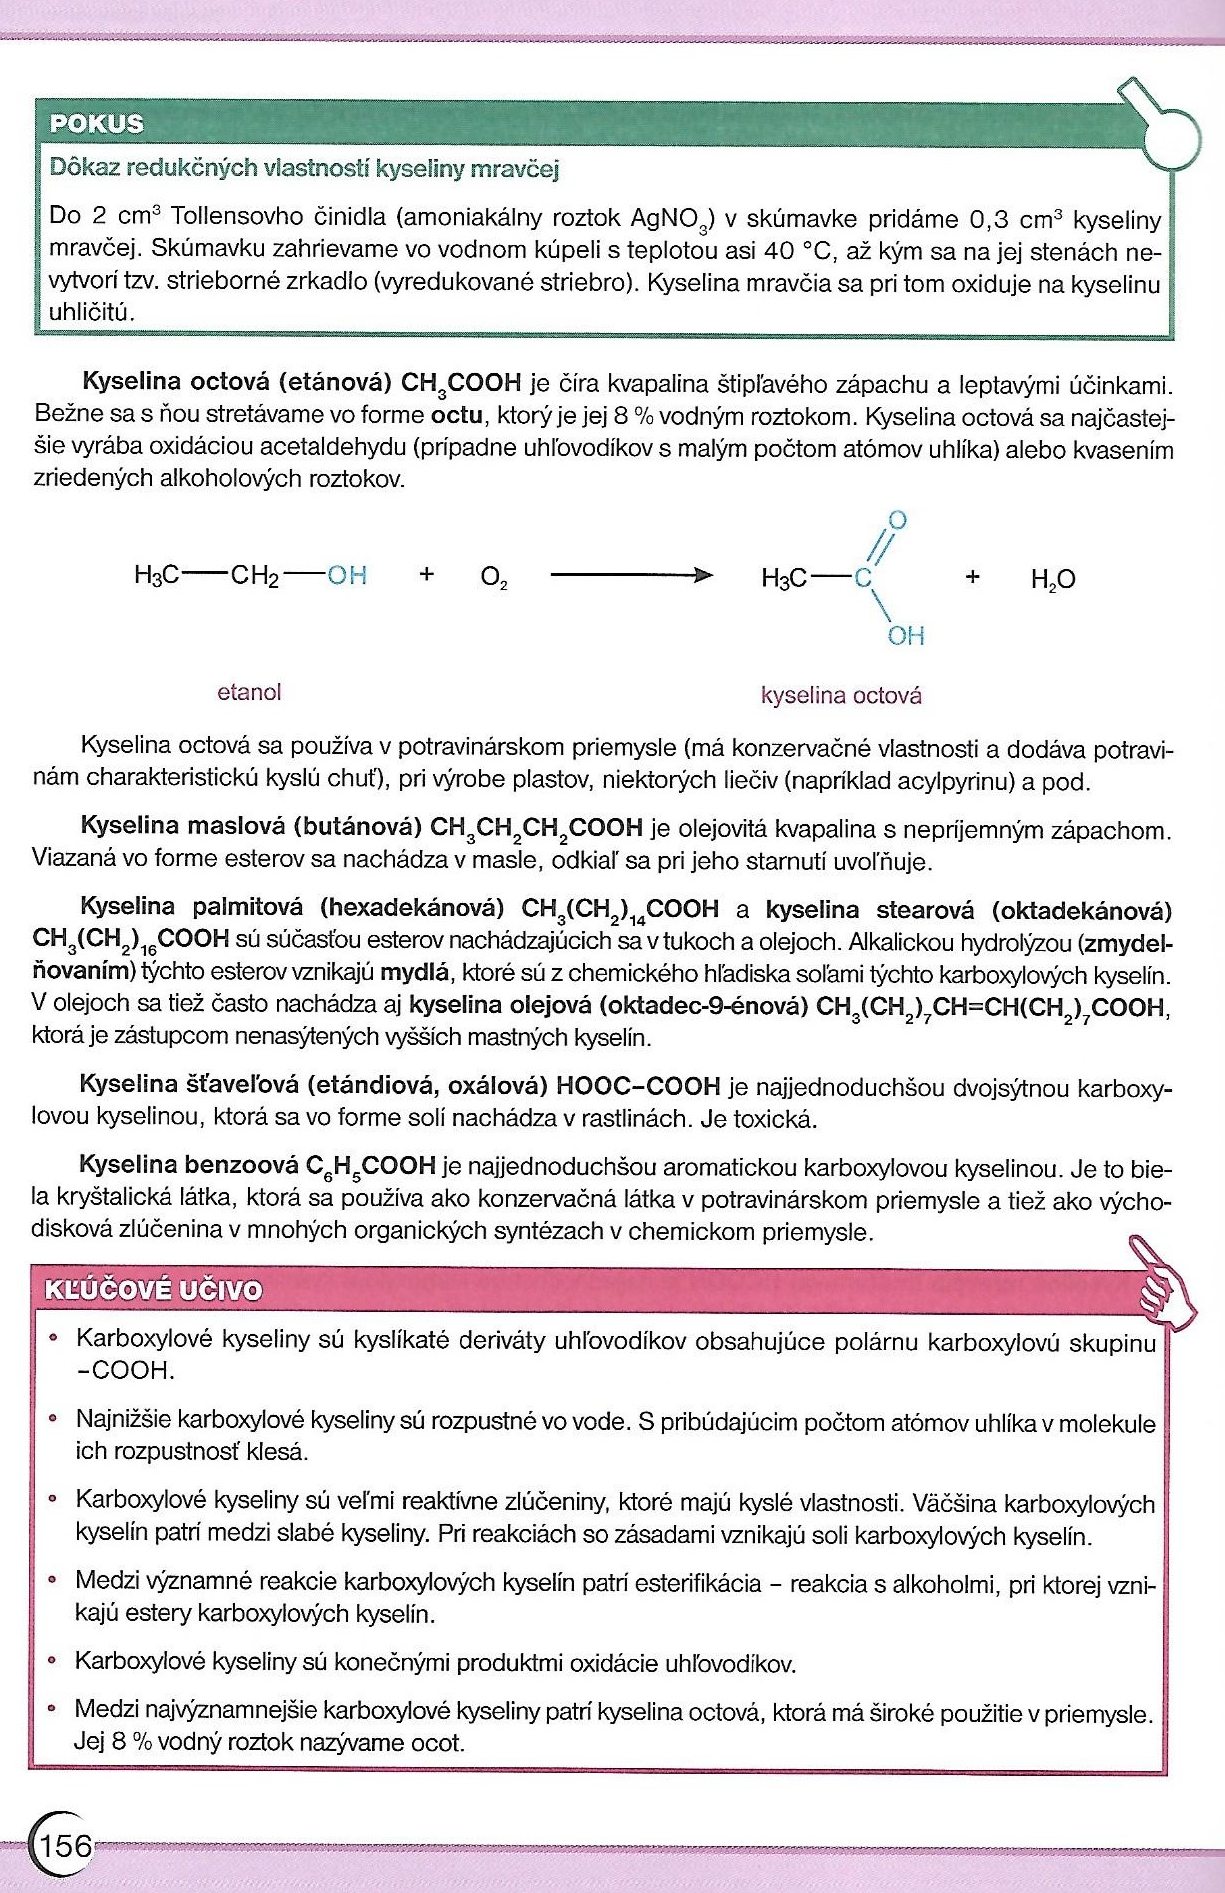 POKUS
Dôkaz redukčných vlastností kyseliny mravčej
Do 2 cm³ Tollensovho činidla (amoniakálny roztok AgNO₃) v skúmavke pridáme 0,3 cm³ kyseliny
mravčej. Skúmavku zahrievame vo vodnom kúpeli s teplotou asi 40 °C, až kým sa na jej stenách ne-
vytvorí tzv. strieborné zrkadlo (vyredukované striebro). Kyselina mravčia sa pri tom oxiduje na kyselinu
uhličitú.
Kyselina octová (etánová) CH₃COOH je číra kvapalina štipľavého zápachu a leptavými účinkami.
Bežne sa s ňou stretávame vo forme octu, ktorý je jej 8 % vodným roztokom. Kyselina octová sa najčastej-
šie vyrába oxidáciou acetaldehydu (prípadne uhľovodíkov s malým počtom atómov uhlíka) alebo kvasením
zriedených alkoholových roztokov.
O
H₃C—CH₂—OH + O₂ → H₃C—C + H₂O
OH
etanol kyselina octová
Kyselina octová sa používa v potravinárskom priemysle (má konzervačné vlastnosti a dodáva potravi-
nám charakteristickú kyslú chuť), pri výrobe plastov, niektorých liečiv (napríklad acylpyrinu) a pod.
Kyselina maslová (butánová) CH₃CH₂CH₂COOH je olejovitá kvapalina s nepríjemným zápachom.
Viazaná vo forme esterov sa nachádza v masle, odkiaľ sa pri jeho starnutí uvoľňuje.
Kyselina palmitová (hexadekánová) CH₃(CH₂)₁₄COOH a kyselina stearová (oktadekánová)
CH₃(CH₂)₁₆COOH sú súčasťou esterov nachádzajúcich sa v tukoch a olejoch. Alkalickou hydrolýzou (zmydel-
ňovaním) týchto esterov vznikajú mydlá, ktoré sú z chemického hľadiska soľami týchto karboxylových kyselín.
V olejoch sa tiež často nachádza aj kyselina olejová (oktadec-9-énová) CH₃(CH₂)₇CH=CH(CH₂)₇COOH,
ktorá je zástupcom nenasýtených vyšších mastných kyselín.
Kyselina šťaveľová (etándiová, oxálová) HOOC–COOH je najjednoduchšou dvojsýtnou karboxy-
lovou kyselinou, ktorá sa vo forme solí nachádza v rastlinách. Je toxická.
Kyselina benzoová C₆H₅COOH je najjednoduchšou aromatickou karboxylovou kyselinou. Je to bie-
la kryštalická látka, ktorá sa používa ako konzervačná látka v potravinárskom priemysle a tiež ako výcho-
disková zlúčenina v mnohých organických syntézach v chemickom priemysle.
KĽÚČOVÉ UČIVO
• Karboxylové kyseliny sú kyslíkaté deriváty uhľovodíkov obsahujúce polárnu karboxylovú skupinu
–COOH.
• Najnižšie karboxylové kyseliny sú rozpustné vo vode. S pribúdajúcim počtom atómov uhlíka v molekule
ich rozpustnosť klesá.
• Karboxylové kyseliny sú veľmi reaktívne zlúčeniny, ktoré majú kyslé vlastnosti. Väčšina karboxylových
kyselín patrí medzi slabé kyseliny. Pri reakciách so zásadami vznikajú soli karboxylových kyselín.
• Medzi významné reakcie karboxylových kyselín patrí esterifikácia – reakcia s alkoholmi, pri ktorej vzni-
kajú estery karboxylových kyselín.
• Karboxylové kyseliny sú konečnými produktmi oxidácie uhľovodíkov.
• Medzi najvýznamnejšie karboxylové kyseliny patrí kyselina octová, ktorá má široké použitie v priemysle.
Jej 8 % vodný roztok nazývame ocot.
156